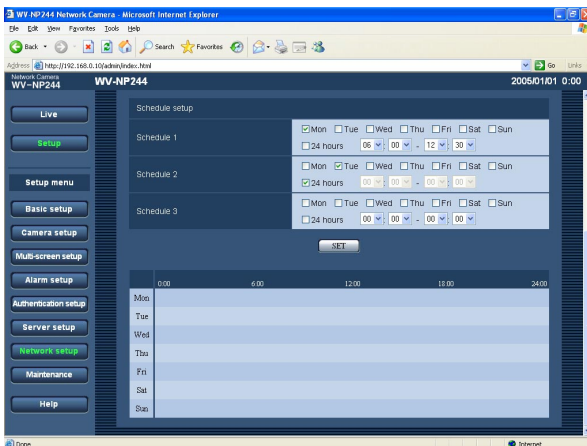 WV-NP244 Network Camera - Microsoft Internet Explorer
File Edit View Favorites Tools Help
Back Search Favorites
Address http://192.168.0.10/admin/index.html Go Links
Network Camera
WV-NP244 WV-NP244 2005/01/01 0:00
Live
Setup
Setup menu
Basic setup
Camera setup
Multi-screen setup
Alarm setup
Authentication setup
Server setup
Network setup
Maintenance
Help
Schedule setup
Schedule 1 Mon Tue Wed Thu Fri Sat Sun
24 hours 06 : 00 - 12 : 30
Schedule 2 Mon Tue Wed Thu Fri Sat Sun
24 hours 00 : 00 - 00 : 00
Schedule 3 Mon Tue Wed Thu Fri Sat Sun
24 hours 00 : 00 - 00 : 00
SET
0:00 6:00 12:00 18:00 24:00
Mon
Tue
Wed
Thu
Fri
Sat
Sun
Done Internet